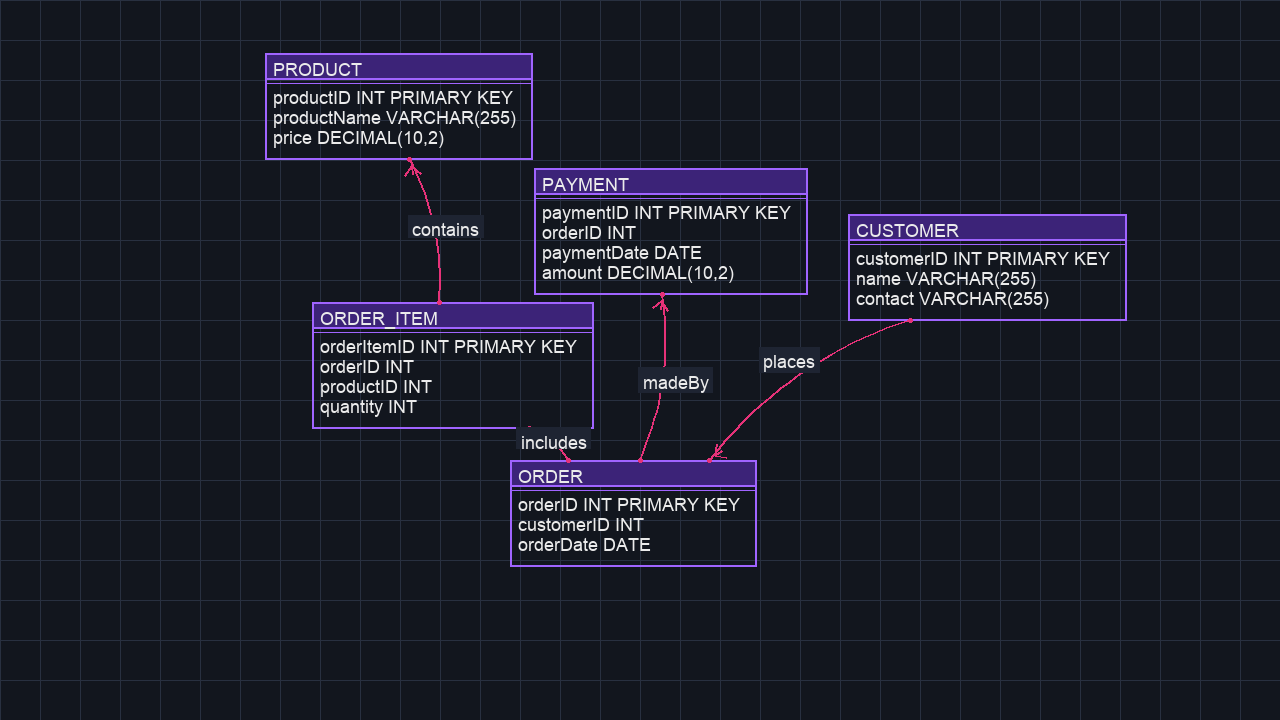 PRODUCT
productID INT PRIMARY KEY
productName VARCHAR(255)
price DECIMAL(10,2)
contains
PAYMENT
paymentID INT PRIMARY KEY
orderID INT
paymentDate DATE
amount DECIMAL(10,2)
CUSTOMER
customerID INT PRIMARY KEY
name VARCHAR(255)
contact VARCHAR(255)
ORDER_ITEM
orderItemID INT PRIMARY KEY
orderID INT
productID INT
quantity INT
places
madeBy
includes
ORDER
orderID INT PRIMARY KEY
customerID INT
orderDate DATE